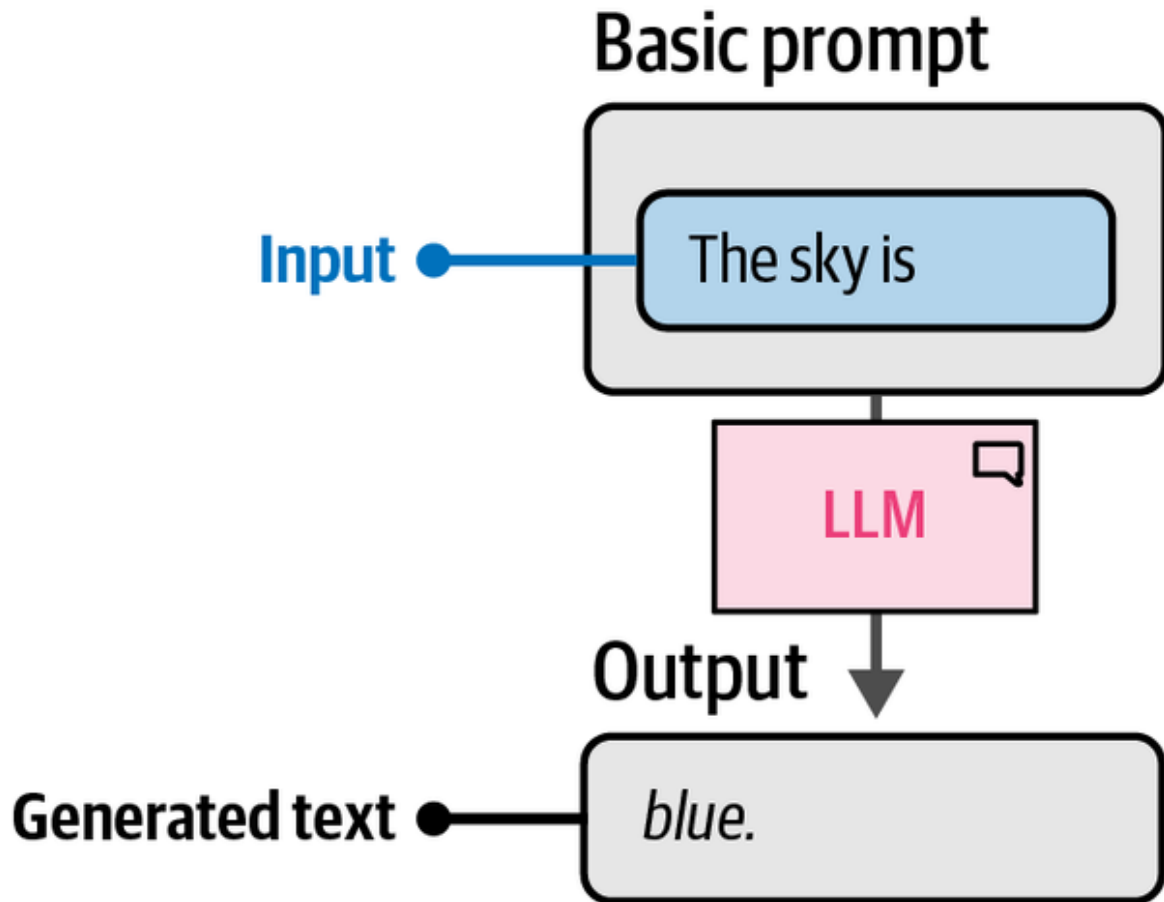 Basic prompt
Input
The sky is
LLM
Output
Generated text
blue.